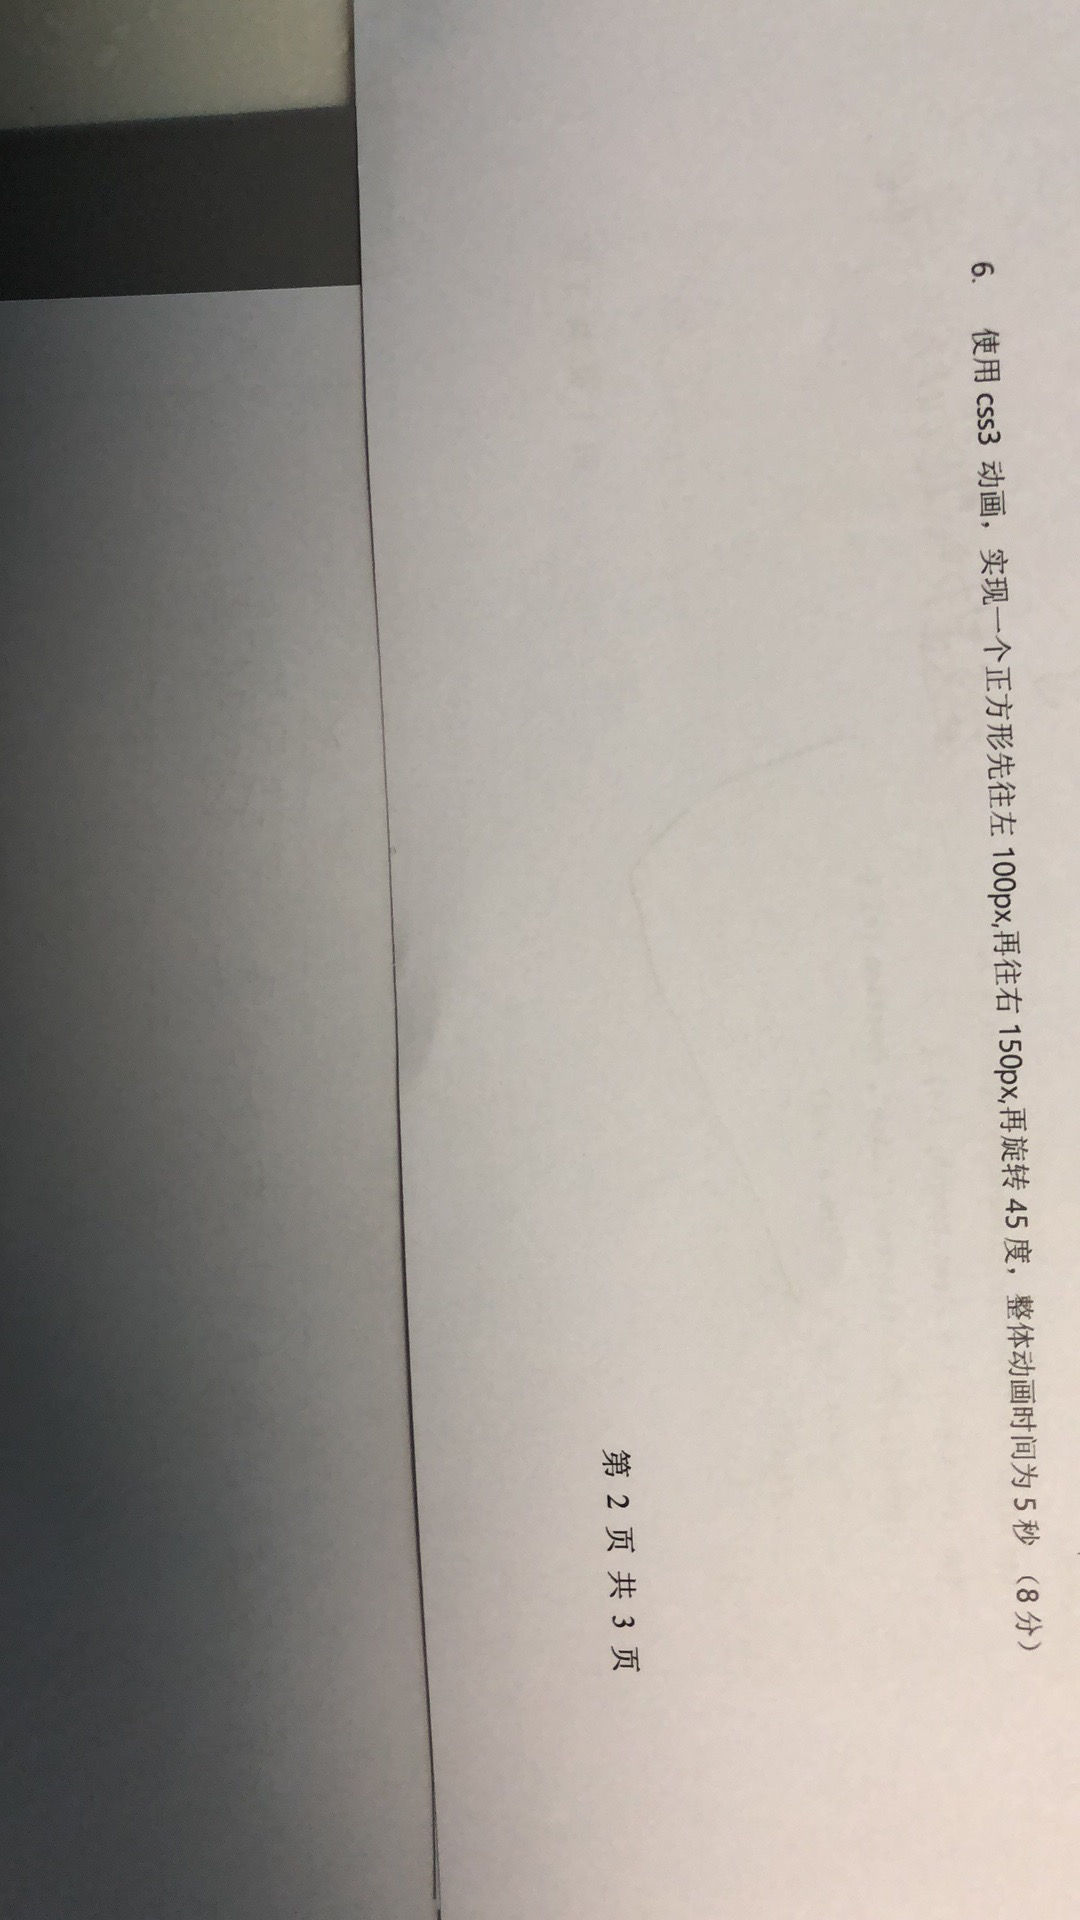 6. 使用 css3 动画，实现一个正方形先往左 100px,再往右 150px,再旋转 45 度，整体动画时间为 5 秒（8 分）
第 2 页 共 3 页